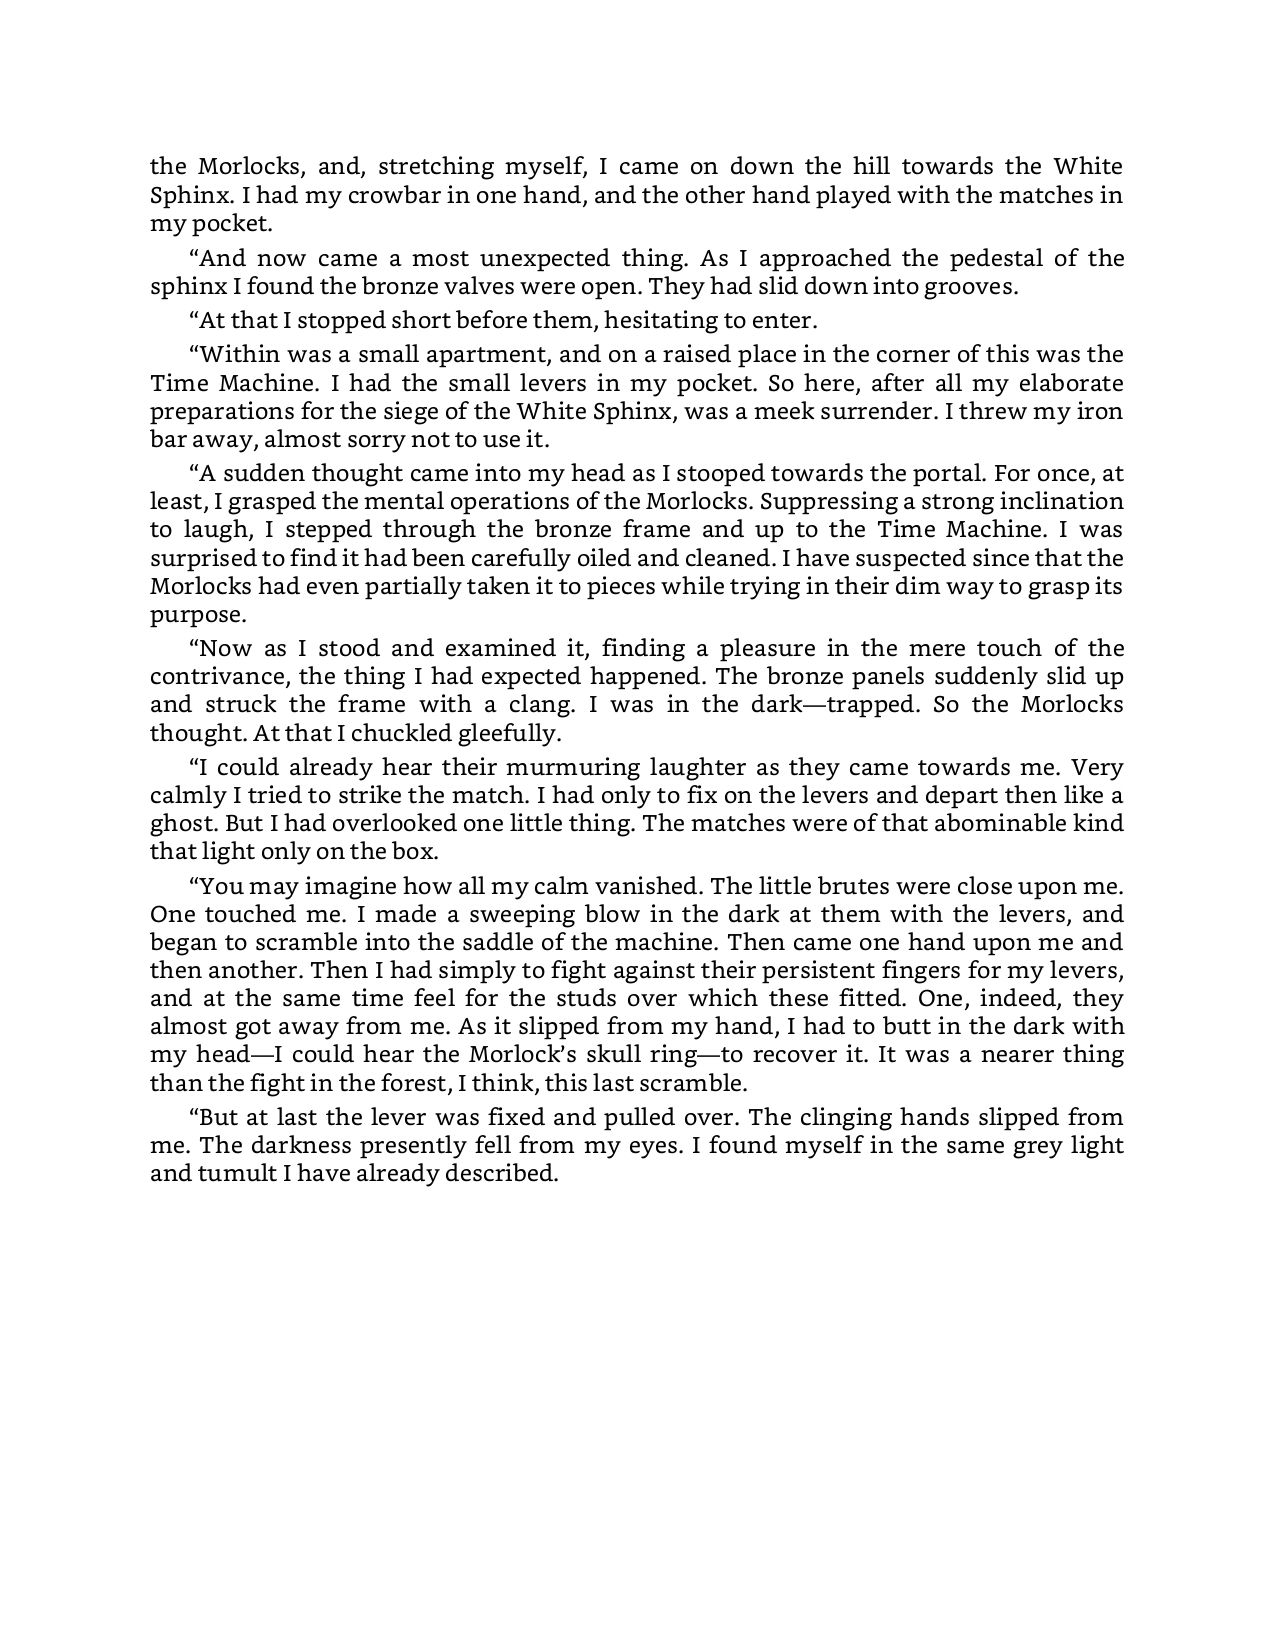 the Morlocks, and, stretching myself, I came on down the hill towards the White
Sphinx. I had my crowbar in one hand, and the other hand played with the matches in
my pocket.
“And now came a most unexpected thing. As I approached the pedestal of the
sphinx I found the bronze valves were open. They had slid down into grooves.
“At that I stopped short before them, hesitating to enter.
“Within was a small apartment, and on a raised place in the corner of this was the
Time Machine. I had the small levers in my pocket. So here, after all my elaborate
preparations for the siege of the White Sphinx, was a meek surrender. I threw my iron
bar away, almost sorry not to use it.
“A sudden thought came into my head as I stooped towards the portal. For once, at
least, I grasped the mental operations of the Morlocks. Suppressing a strong inclination
to laugh, I stepped through the bronze frame and up to the Time Machine. I was
surprised to find it had been carefully oiled and cleaned. I have suspected since that the
Morlocks had even partially taken it to pieces while trying in their dim way to grasp its
purpose.
“Now as I stood and examined it, finding a pleasure in the mere touch of the
contrivance, the thing I had expected happened. The bronze panels suddenly slid up
and struck the frame with a clang. I was in the dark—trapped. So the Morlocks
thought. At that I chuckled gleefully.
“I could already hear their murmuring laughter as they came towards me. Very
calmly I tried to strike the match. I had only to fix on the levers and depart then like a
ghost. But I had overlooked one little thing. The matches were of that abominable kind
that light only on the box.
“You may imagine how all my calm vanished. The little brutes were close upon me.
One touched me. I made a sweeping blow in the dark at them with the levers, and
began to scramble into the saddle of the machine. Then came one hand upon me and
then another. Then I had simply to fight against their persistent fingers for my levers,
and at the same time feel for the studs over which these fitted. One, indeed, they
almost got away from me. As it slipped from my hand, I had to butt in the dark with
my head—I could hear the Morlock’s skull ring—to recover it. It was a nearer thing
than the fight in the forest, I think, this last scramble.
“But at last the lever was fixed and pulled over. The clinging hands slipped from
me. The darkness presently fell from my eyes. I found myself in the same grey light
and tumult I have already described.